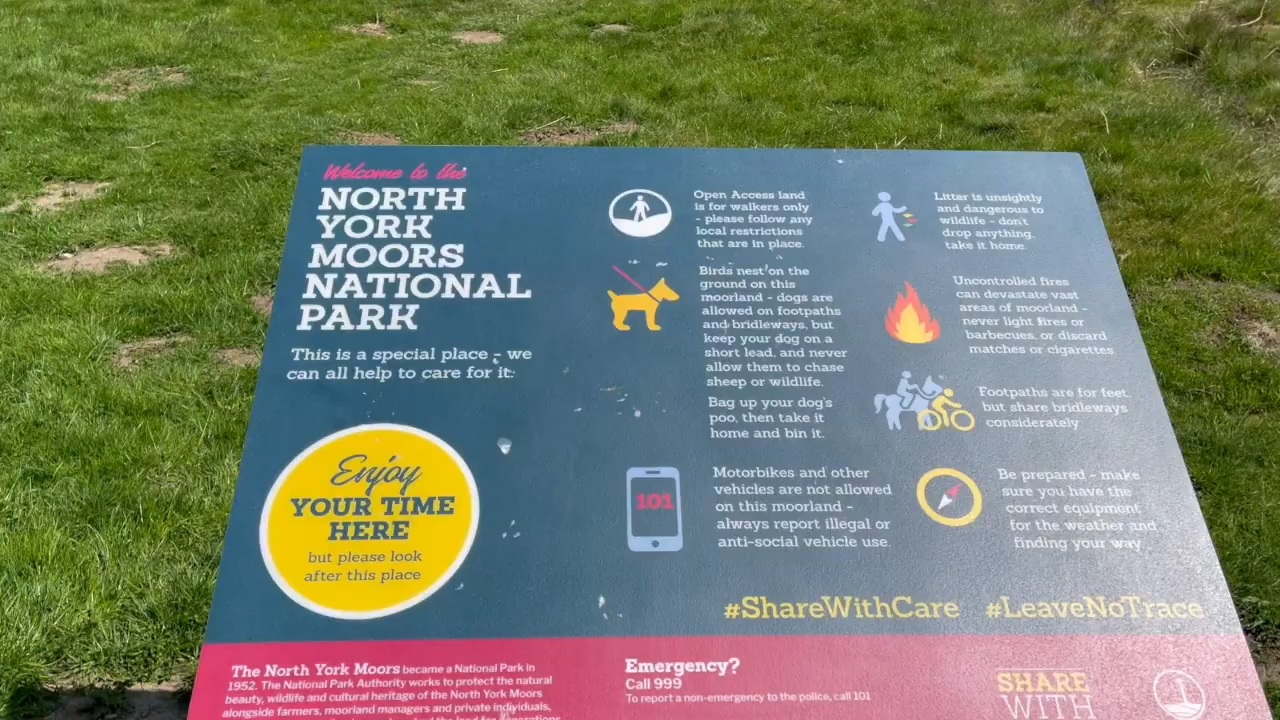 Welcome to the
NORTH
YORK
MOORS
NATIONAL
PARK
This is a special place - we
can all help to care for it:
Enjoy
YOUR TIME
HERE
but please look
after this place
Open Access land
is for walkers only
- please follow any
local restrictions
that are in place.
Birds nest on the
ground on this
moorland - dogs are
allowed on footpaths
and bridleways, but
keep your dog on a
short lead, and never
allow them to chase
sheep or wildlife.
Bag up your dog's
poo, then take it
home and bin it.
101
Motorbikes and other
vehicles are not allowed
on this moorland -
always report illegal or
anti-social vehicle use.
Litter is unsightly
and dangerous to
wildlife - don't
drop anything,
take it home.
Uncontrolled fires
can devastate vast
areas of moorland -
never light fires or
barbecues, or discard
matches or cigarettes
Footpaths are for feet,
but share bridleways
considerately
Be prepared - make
sure you have the
correct equipment
for the weather and
finding your way.
#ShareWithCare #LeaveNoTrace
The North York Moors became a National Park in
1952. The National Park Authority works to protect the natural
beauty, wildlife and cultural heritage of the North York Moors
alongside farmers, moorland managers and private individuals,
Emergency?
Call 999
To report a non-emergency to the police, call 101
SHARE
WITH